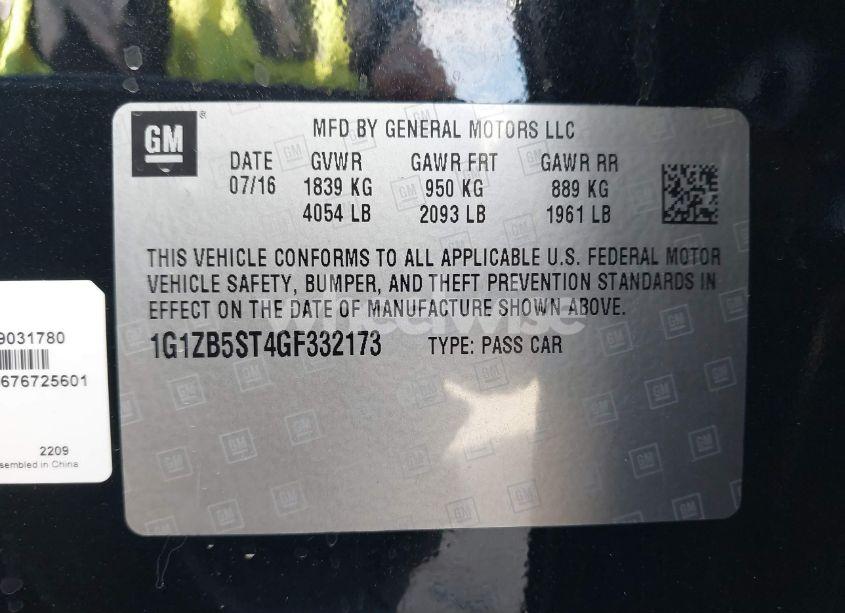 GM
MFD BY GENERAL MOTORS LLC
DATE GVWR GAWR FRT GAWR RR
07/16 1839 KG 950 KG 889 KG
4054 LB 2093 LB 1961 LB
THIS VEHICLE CONFORMS TO ALL APPLICABLE U.S. FEDERAL MOTOR
VEHICLE SAFETY, BUMPER, AND THEFT PREVENTION STANDARDS IN
EFFECT ON THE DATE OF MANUFACTURE SHOWN ABOVE.
1G1ZB5ST4GF332173 TYPE: PASS CAR
9031780
676725601
2209
sembled in China